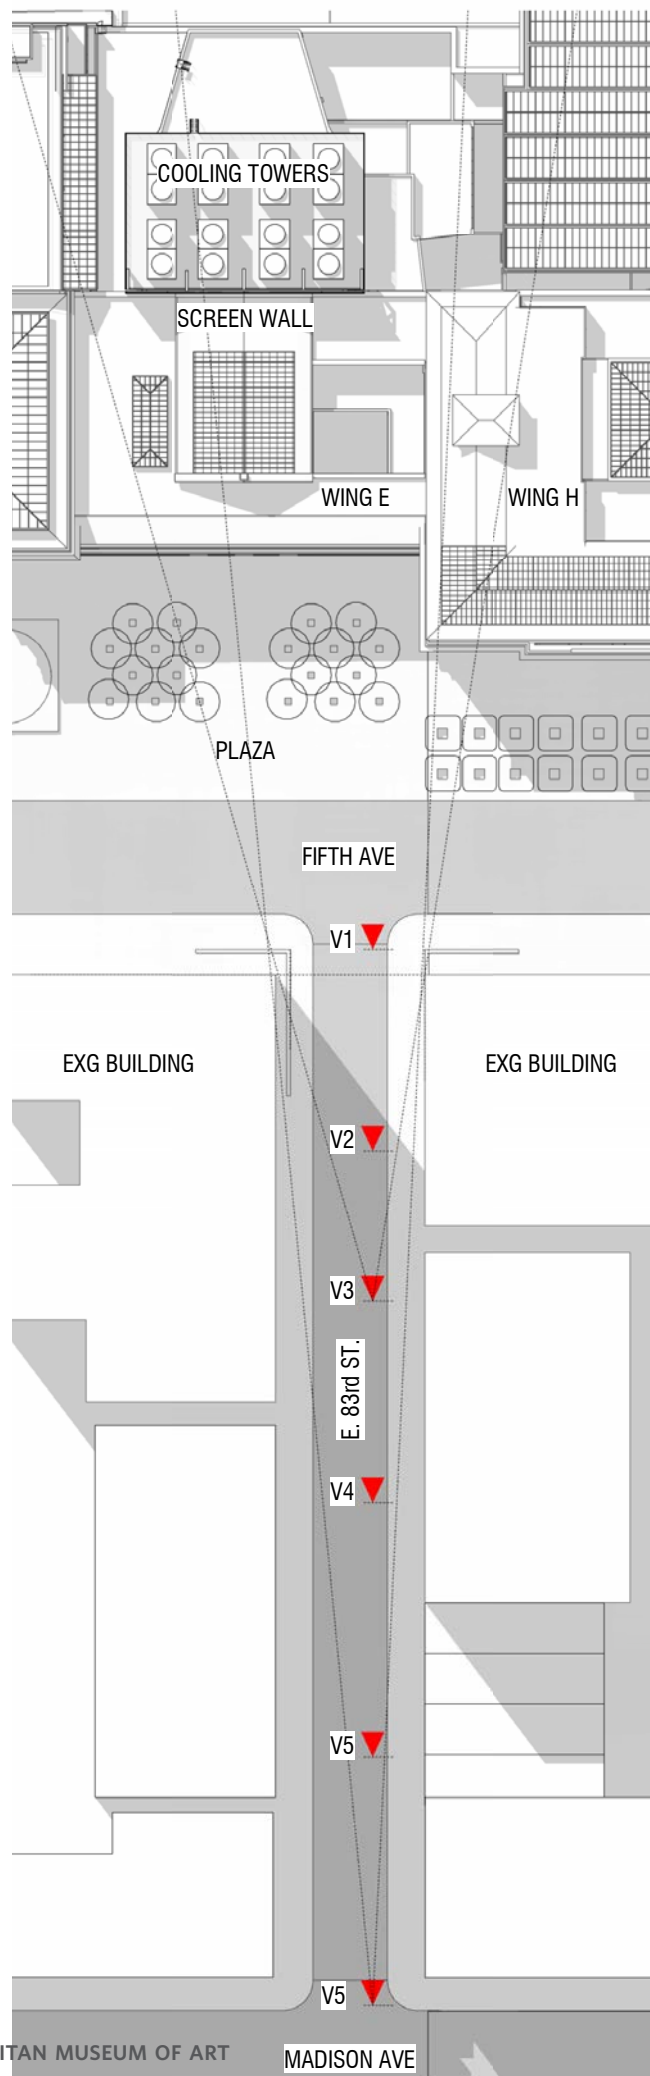 COOLING TOWERS
SCREEN WALL
WING E
WING H
PLAZA
FIFTH AVE
V1
EXG BUILDING
EXG BUILDING
V2
V3
E. 83rd ST.
V4
V5
V5
ITAN MUSEUM OF ART
MADISON AVE